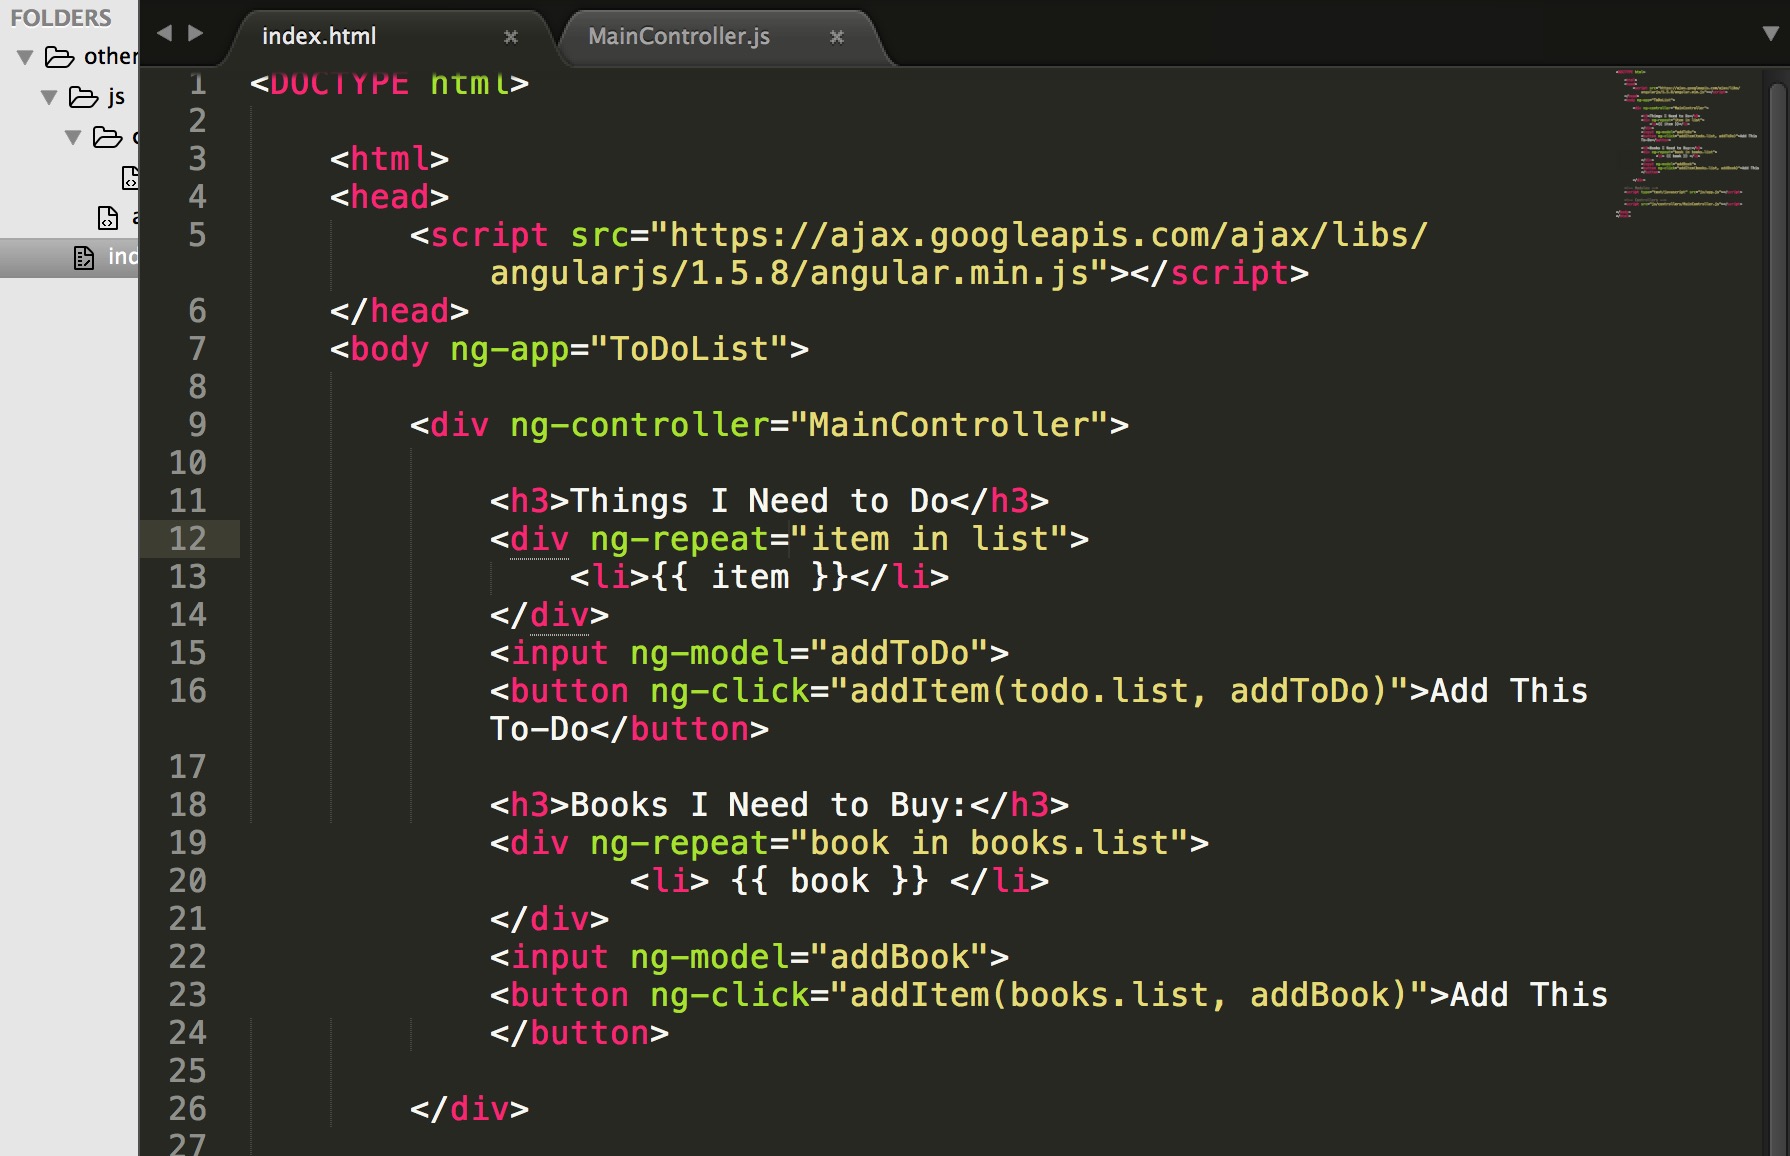 FOLDERS
other
js
ind
index.html ×
MainController.js ×
1 <DOCTYPE html>
2
3 <html>
4 <head>
5 <script src="https://ajax.googleapis.com/ajax/libs/
angularjs/1.5.8/angular.min.js"></script>
6 </head>
7 <body ng-app="ToDoList">
8
9 <div ng-controller="MainController">
10
11 <h3>Things I Need to Do</h3>
12 <div ng-repeat="item in list">
13 <li>{{ item }}</li>
14 </div>
15 <input ng-model="addToDo">
16 <button ng-click="addItem(todo.list, addToDo)">Add This
To-Do</button>
17
18 <h3>Books I Need to Buy:</h3>
19 <div ng-repeat="book in books.list">
20 <li> {{ book }} </li>
21 </div>
22 <input ng-model="addBook">
23 <button ng-click="addItem(books.list, addBook)">Add This
24 </button>
25
26 </div>
27